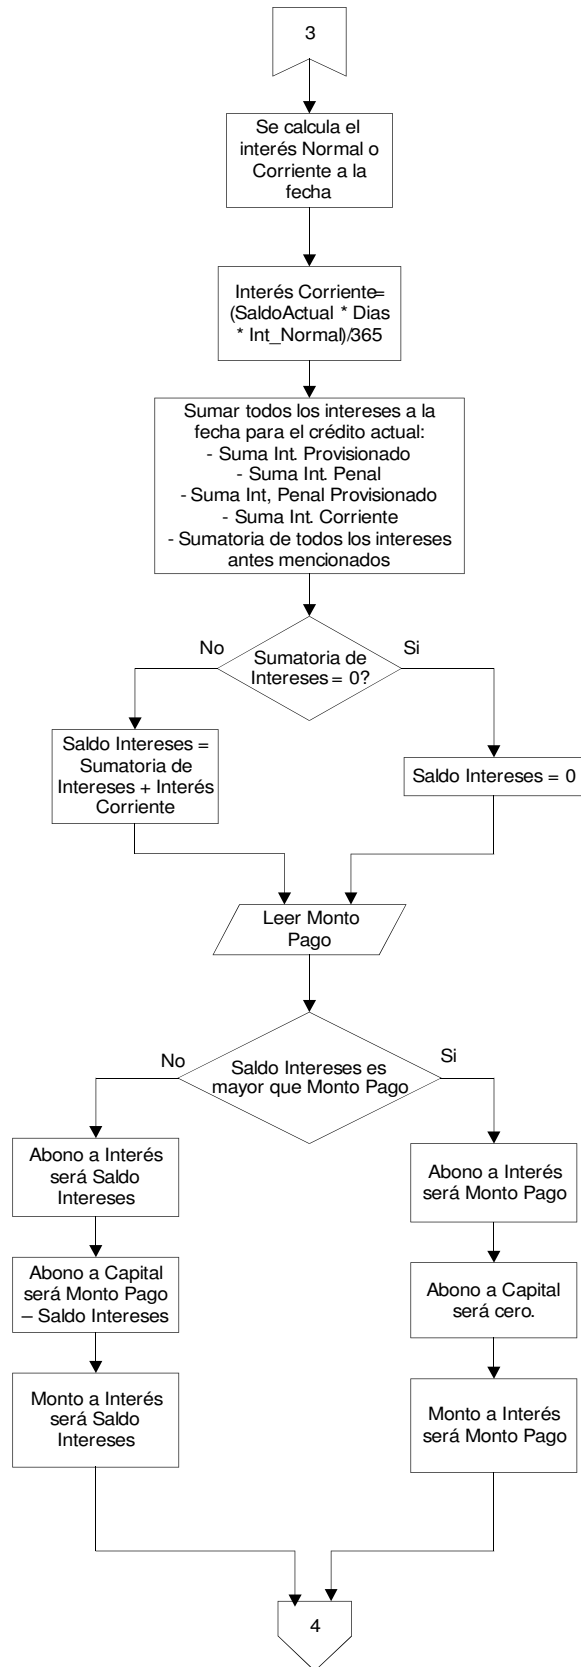 3
Se calcula el
interés Normal o
Corriente a la
fecha
Interés Corriente=
(SaldoActual * Dias
* Int_Normal)/365
Sumar todos los intereses a la
fecha para el crédito actual:
- Suma Int. Provisionado
- Suma Int. Penal
- Suma Int, Penal Provisionado
- Suma Int. Corriente
- Sumatoria de todos los intereses
antes mencionados
No
Sumatoria de
Intereses = 0?
Si
Saldo Intereses =
Sumatoria de
Intereses + Interés
Corriente
Saldo Intereses = 0
Leer Monto
Pago
No
Saldo Intereses es
mayor que Monto Pago
Si
Abono a Interés
será Saldo
Intereses
Abono a Interés
será Monto Pago
Abono a Capital
será Monto Pago
– Saldo Intereses
Abono a Capital
será cero.
Monto a Interés
será Saldo
Intereses
Monto a Interés
será Monto Pago
4